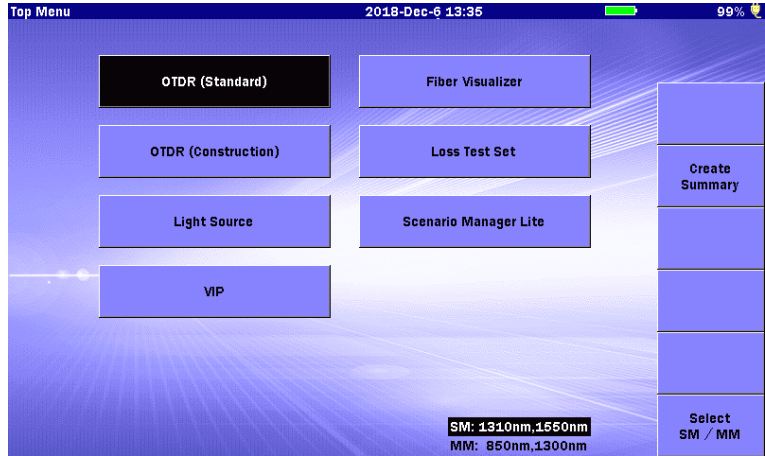 Top Menu 2018-Dec-6 13:35 99%
OTDR (Standard) Fiber Visualizer
OTDR (Construction) Loss Test Set
Create
Summary
Light Source Scenario Manager Lite
VIP
SM: 1310nm,1550nm
MM: 850nm,1300nm
Select
SM / MM